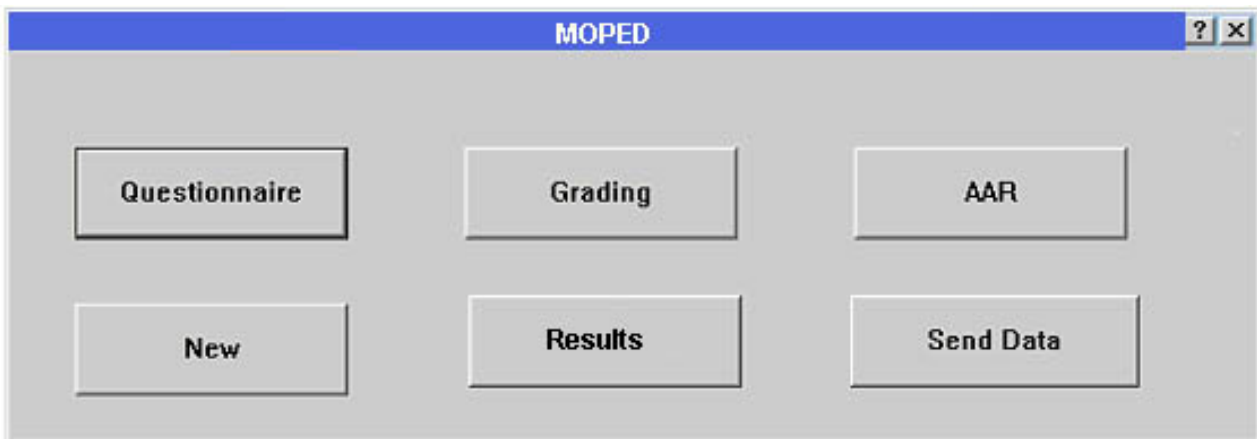 MOPED
Questionnaire
Grading
AAR
New
Results
Send Data